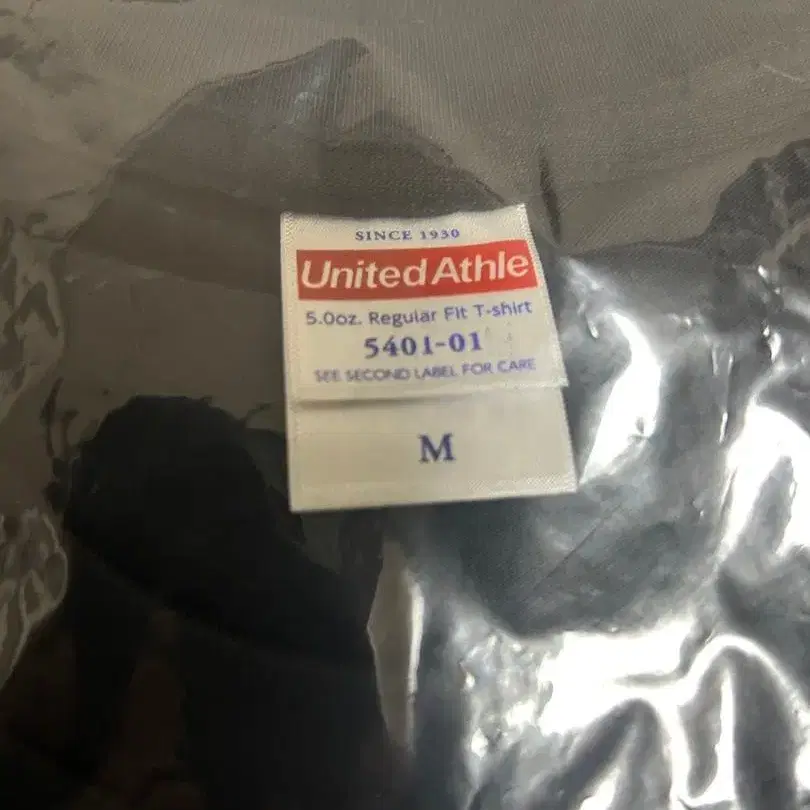 SINCE 1930
United Athle
5.0oz. Regular Fit T-shirt
5401-01
SEE SECOND LABEL FOR CARE
M